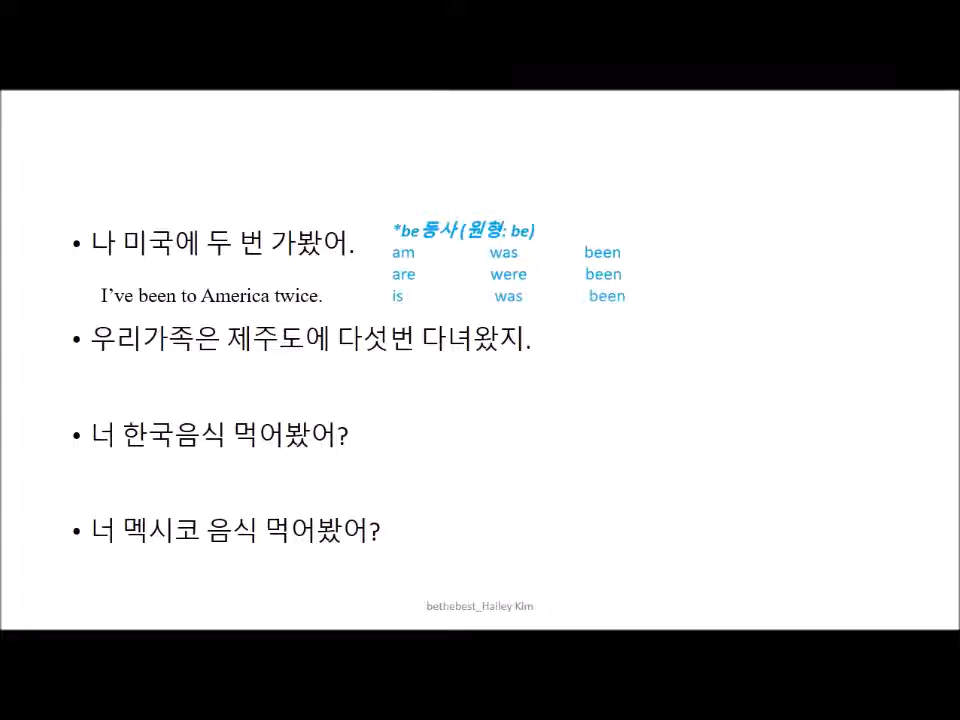 • 나 미국에 두 번 가봤어.
*be동사 (원형: be)
am was been
are were been
is was been
I've been to America twice.
• 우리가족은 제주도에 다섯번 다녀왔지.
• 너 한국음식 먹어봤어?
• 너 멕시코 음식 먹어봤어?
bethebest_Hailey Kim